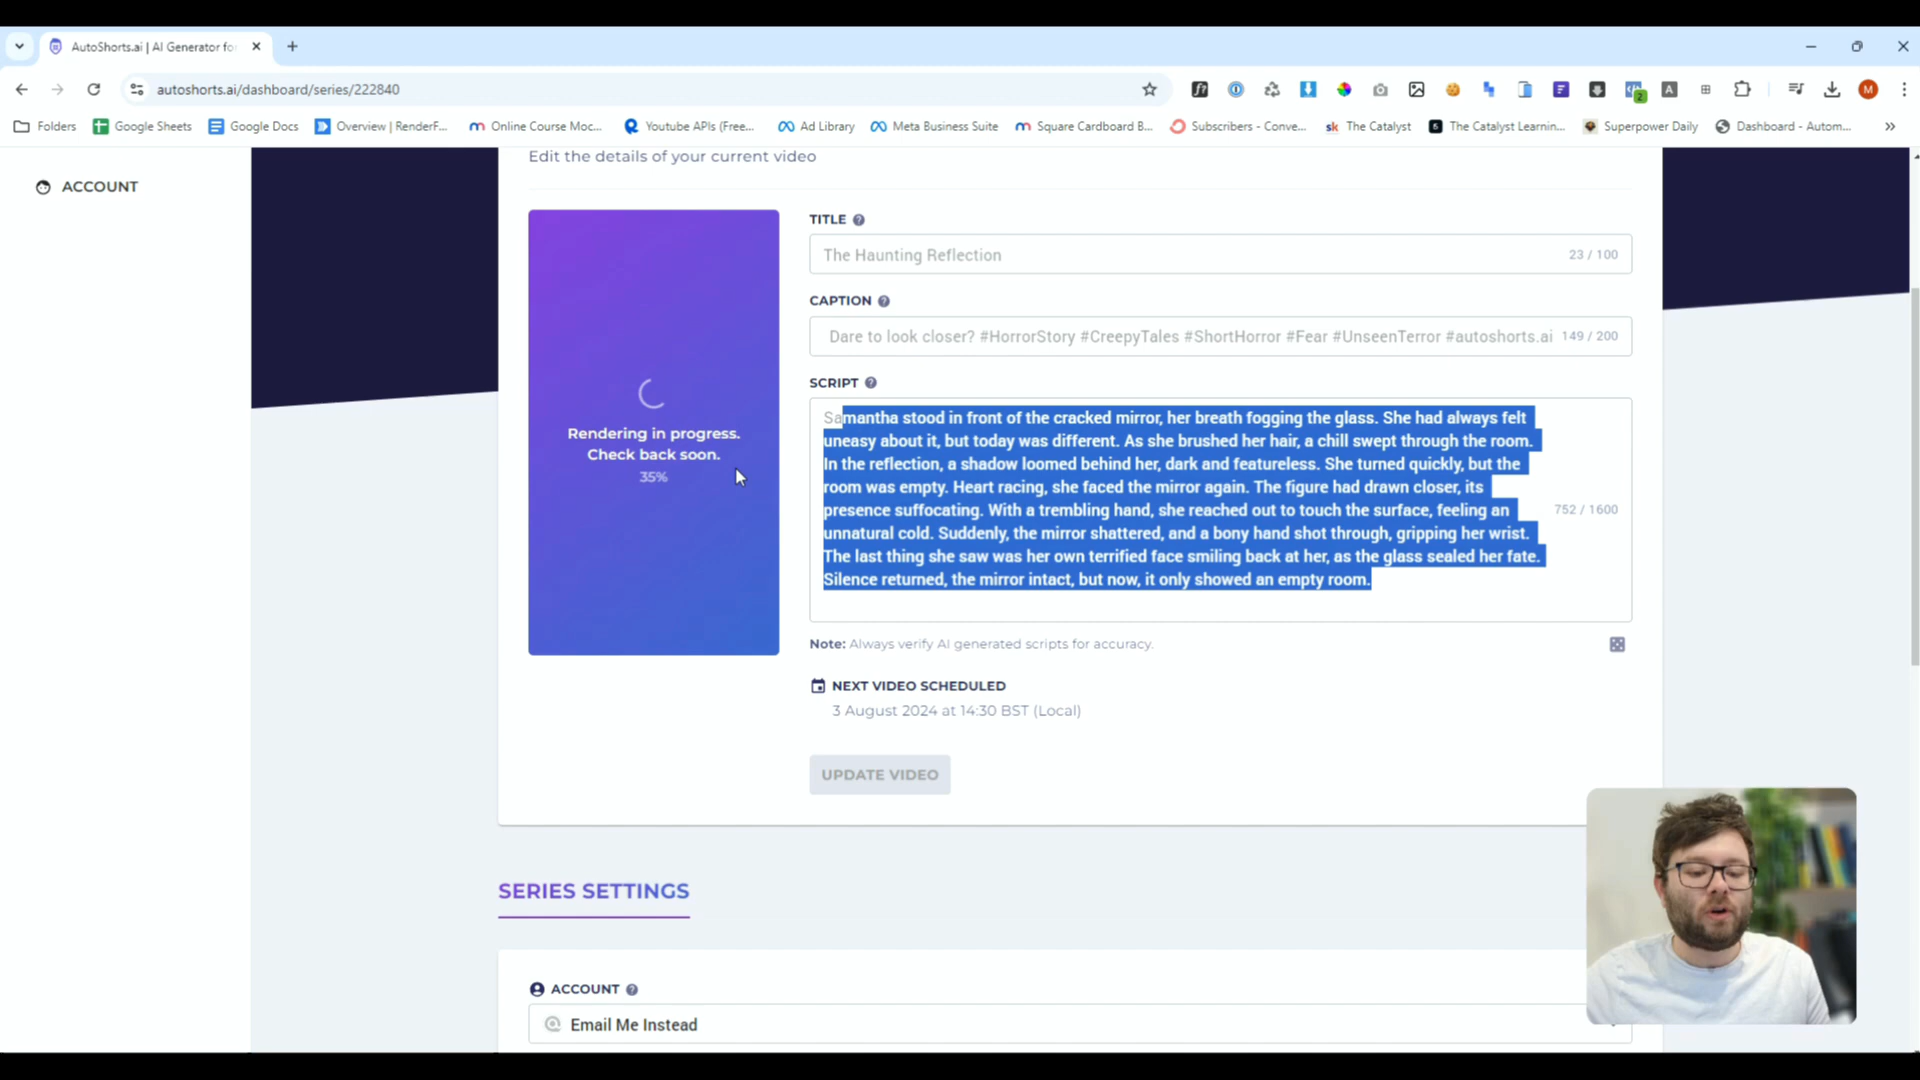 AutoShorts.ai | AI Generator fo
autoshorts.ai/dashboard/series/222840
Folders
Google Sheets
Google Docs
Overview | RenderF...
Online Course Moc...
Youtube APIs (Free...
Ad Library
Meta Business Suite
Square Cardboard B...
Subscribers - Conve...
sk The Catalyst
The Catalyst Learnin...
Superpower Daily
Dashboard - Autom...
ACCOUNT
Edit the details of your current video
Rendering in progress.
Check back soon.
35%
TITLE
The Haunting Reflection 23 / 100
CAPTION
Dare to look closer? #HorrorStory #CreepyTales #ShortHorror #Fear #UnseenTerror #autoshorts.ai 149 / 200
SCRIPT
Samantha stood in front of the cracked mirror, her breath fogging the glass. She had always felt
uneasy about it, but today was different. As she brushed her hair, a chill swept through the room.
In the reflection, a shadow loomed behind her, dark and featureless. She turned quickly, but the
room was empty. Heart racing, she faced the mirror again. The figure had drawn closer, its
presence suffocating. With a trembling hand, she reached out to touch the surface, feeling an
unnatural cold. Suddenly, the mirror shattered, and a bony hand shot through, gripping her wrist.
The last thing she saw was her own terrified face smiling back at her, as the glass sealed her fate.
Silence returned, the mirror intact, but now, it only showed an empty room.
752 / 1600
Note: Always verify AI generated scripts for accuracy.
NEXT VIDEO SCHEDULED
3 August 2024 at 14:30 BST (Local)
UPDATE VIDEO
SERIES SETTINGS
ACCOUNT
Email Me Instead